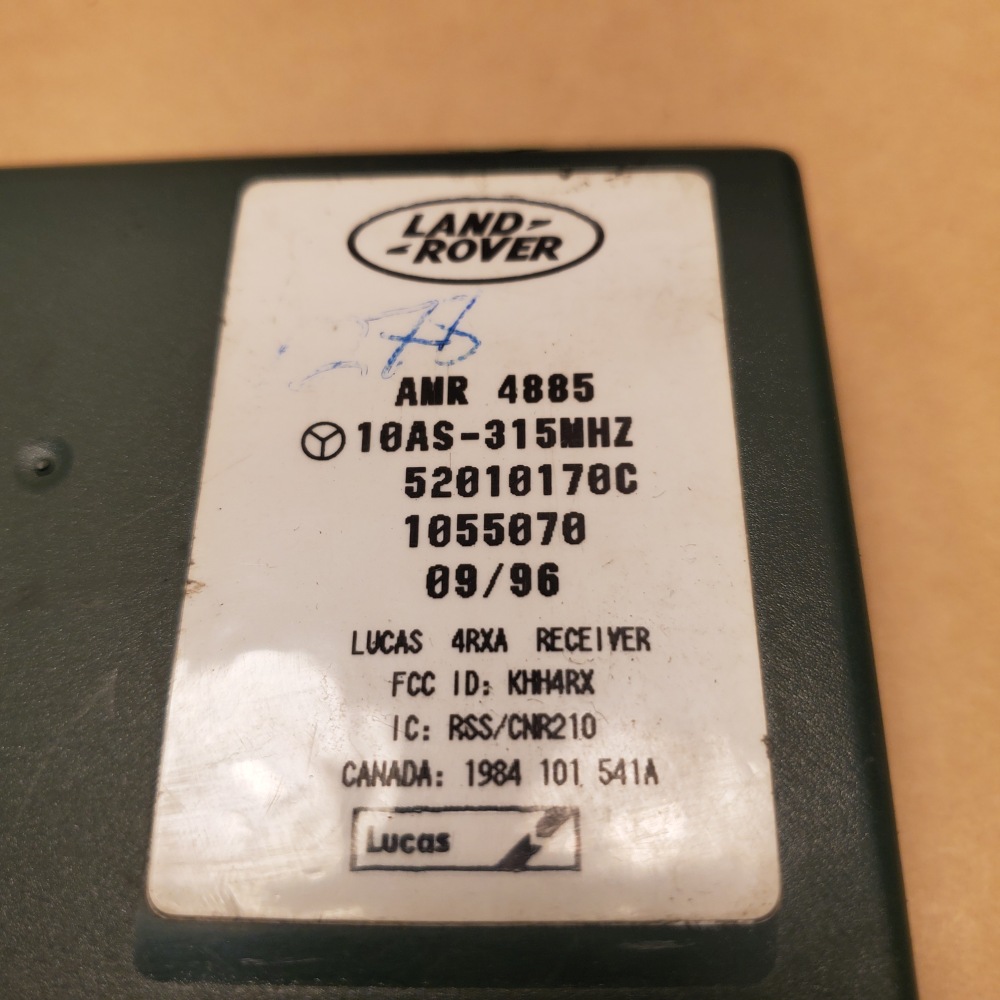 LAND-
-ROVER
AMR 4885
10AS-315MHZ
52010170C
1055070
09/96
LUCAS 4RXA RECEIVER
FCC ID: KHH4RX
IC: RSS/CNR210
CANADA: 1984 101 541A
Lucas